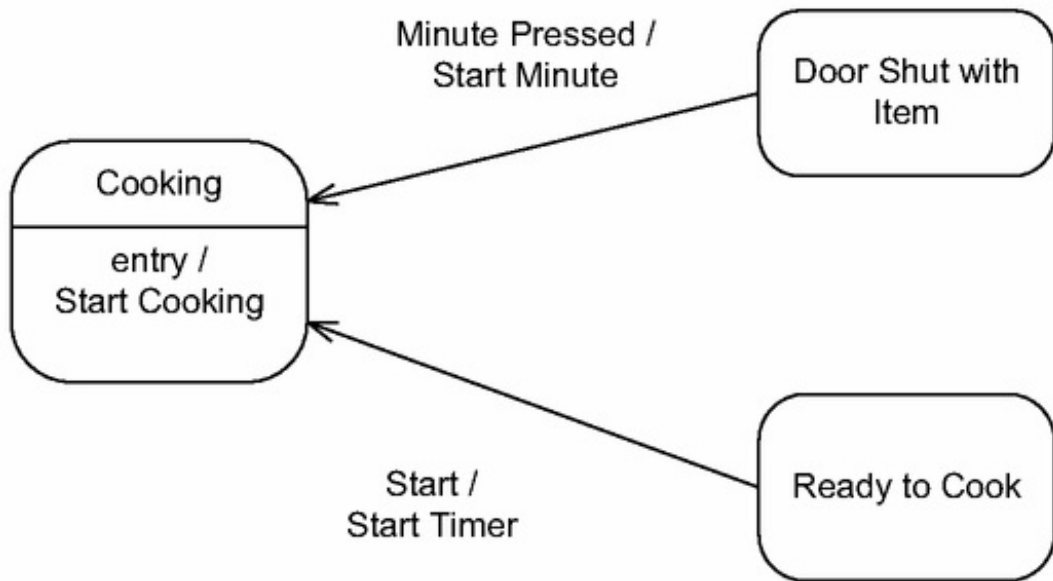 Minute Pressed /
Start Minute
Door Shut with
Item
Cooking
entry /
Start Cooking
Start /
Start Timer
Ready to Cook